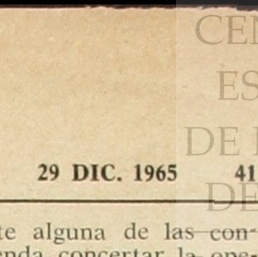 CEN
ES
DE
DE
29 DIC. 1965 41
te alguna de las con-
enda concertar la ope-